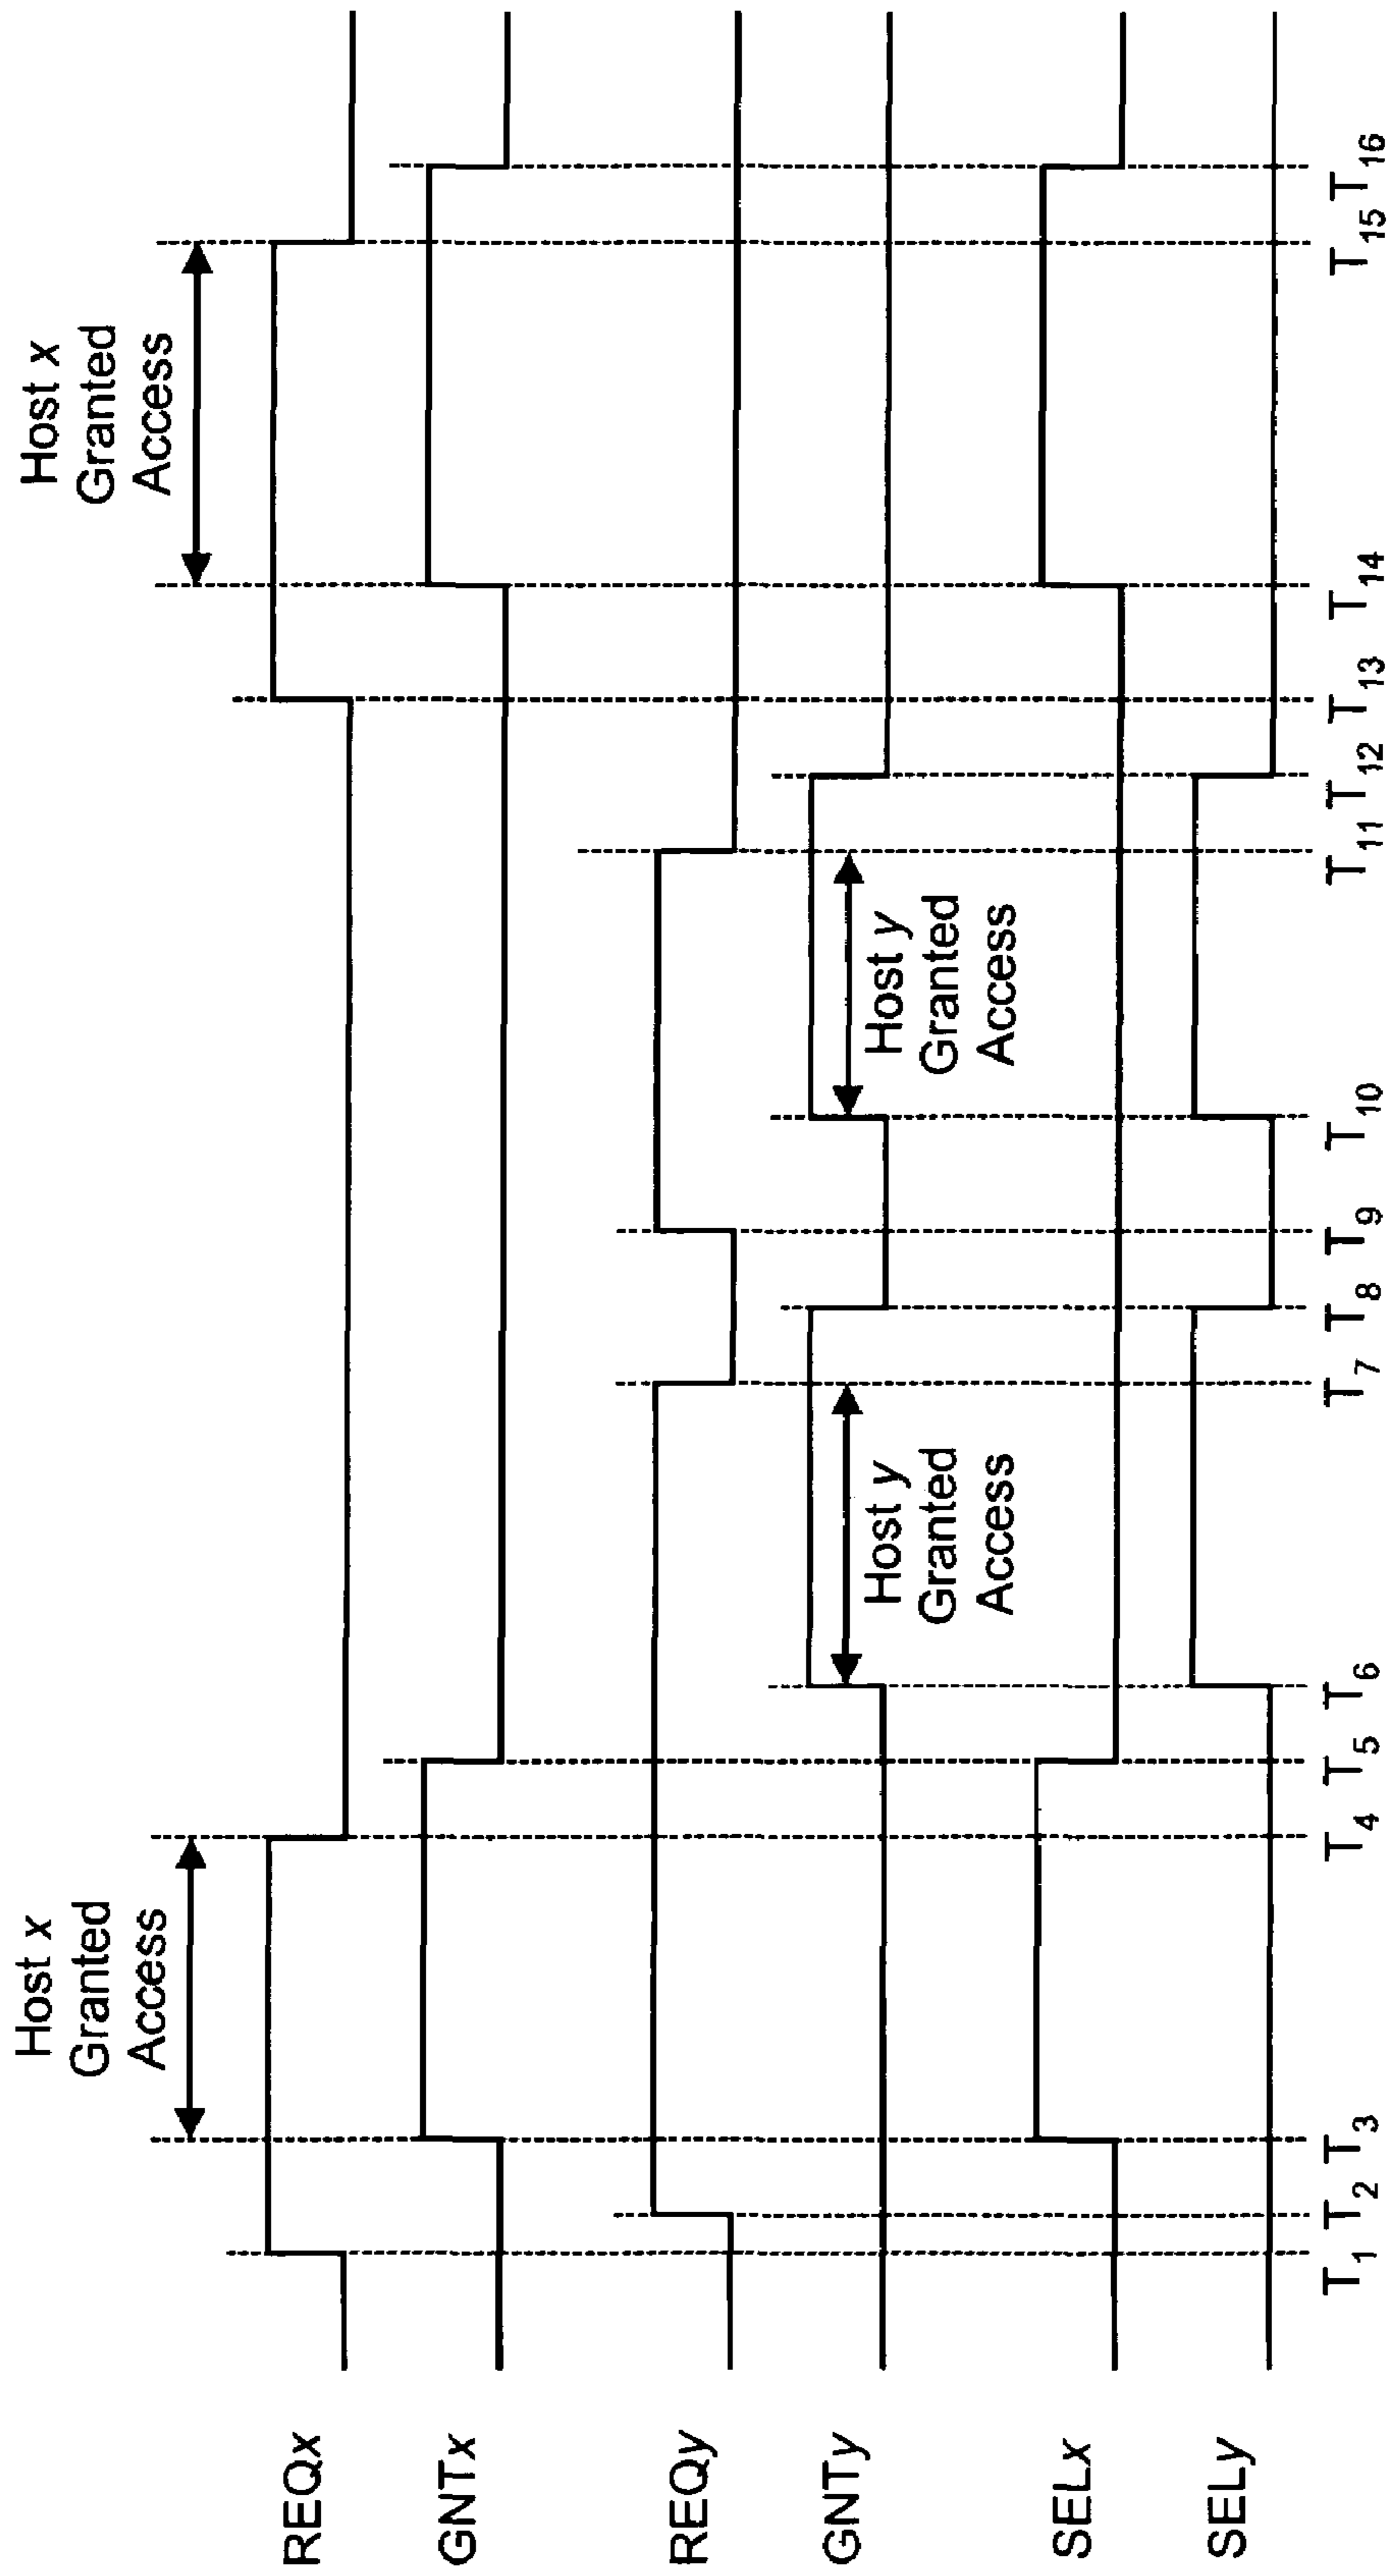 Host x
Granted
Access
Host x
Granted
Access
REQx
GNTx
REQy
GNTy
Host y
Granted
Access
Host y
Granted
Access
SELx
SELy
T1 T2 T3 T4 T5 T6 T7 T8 T9 T10 T11 T12 T13 T14 T15 T16